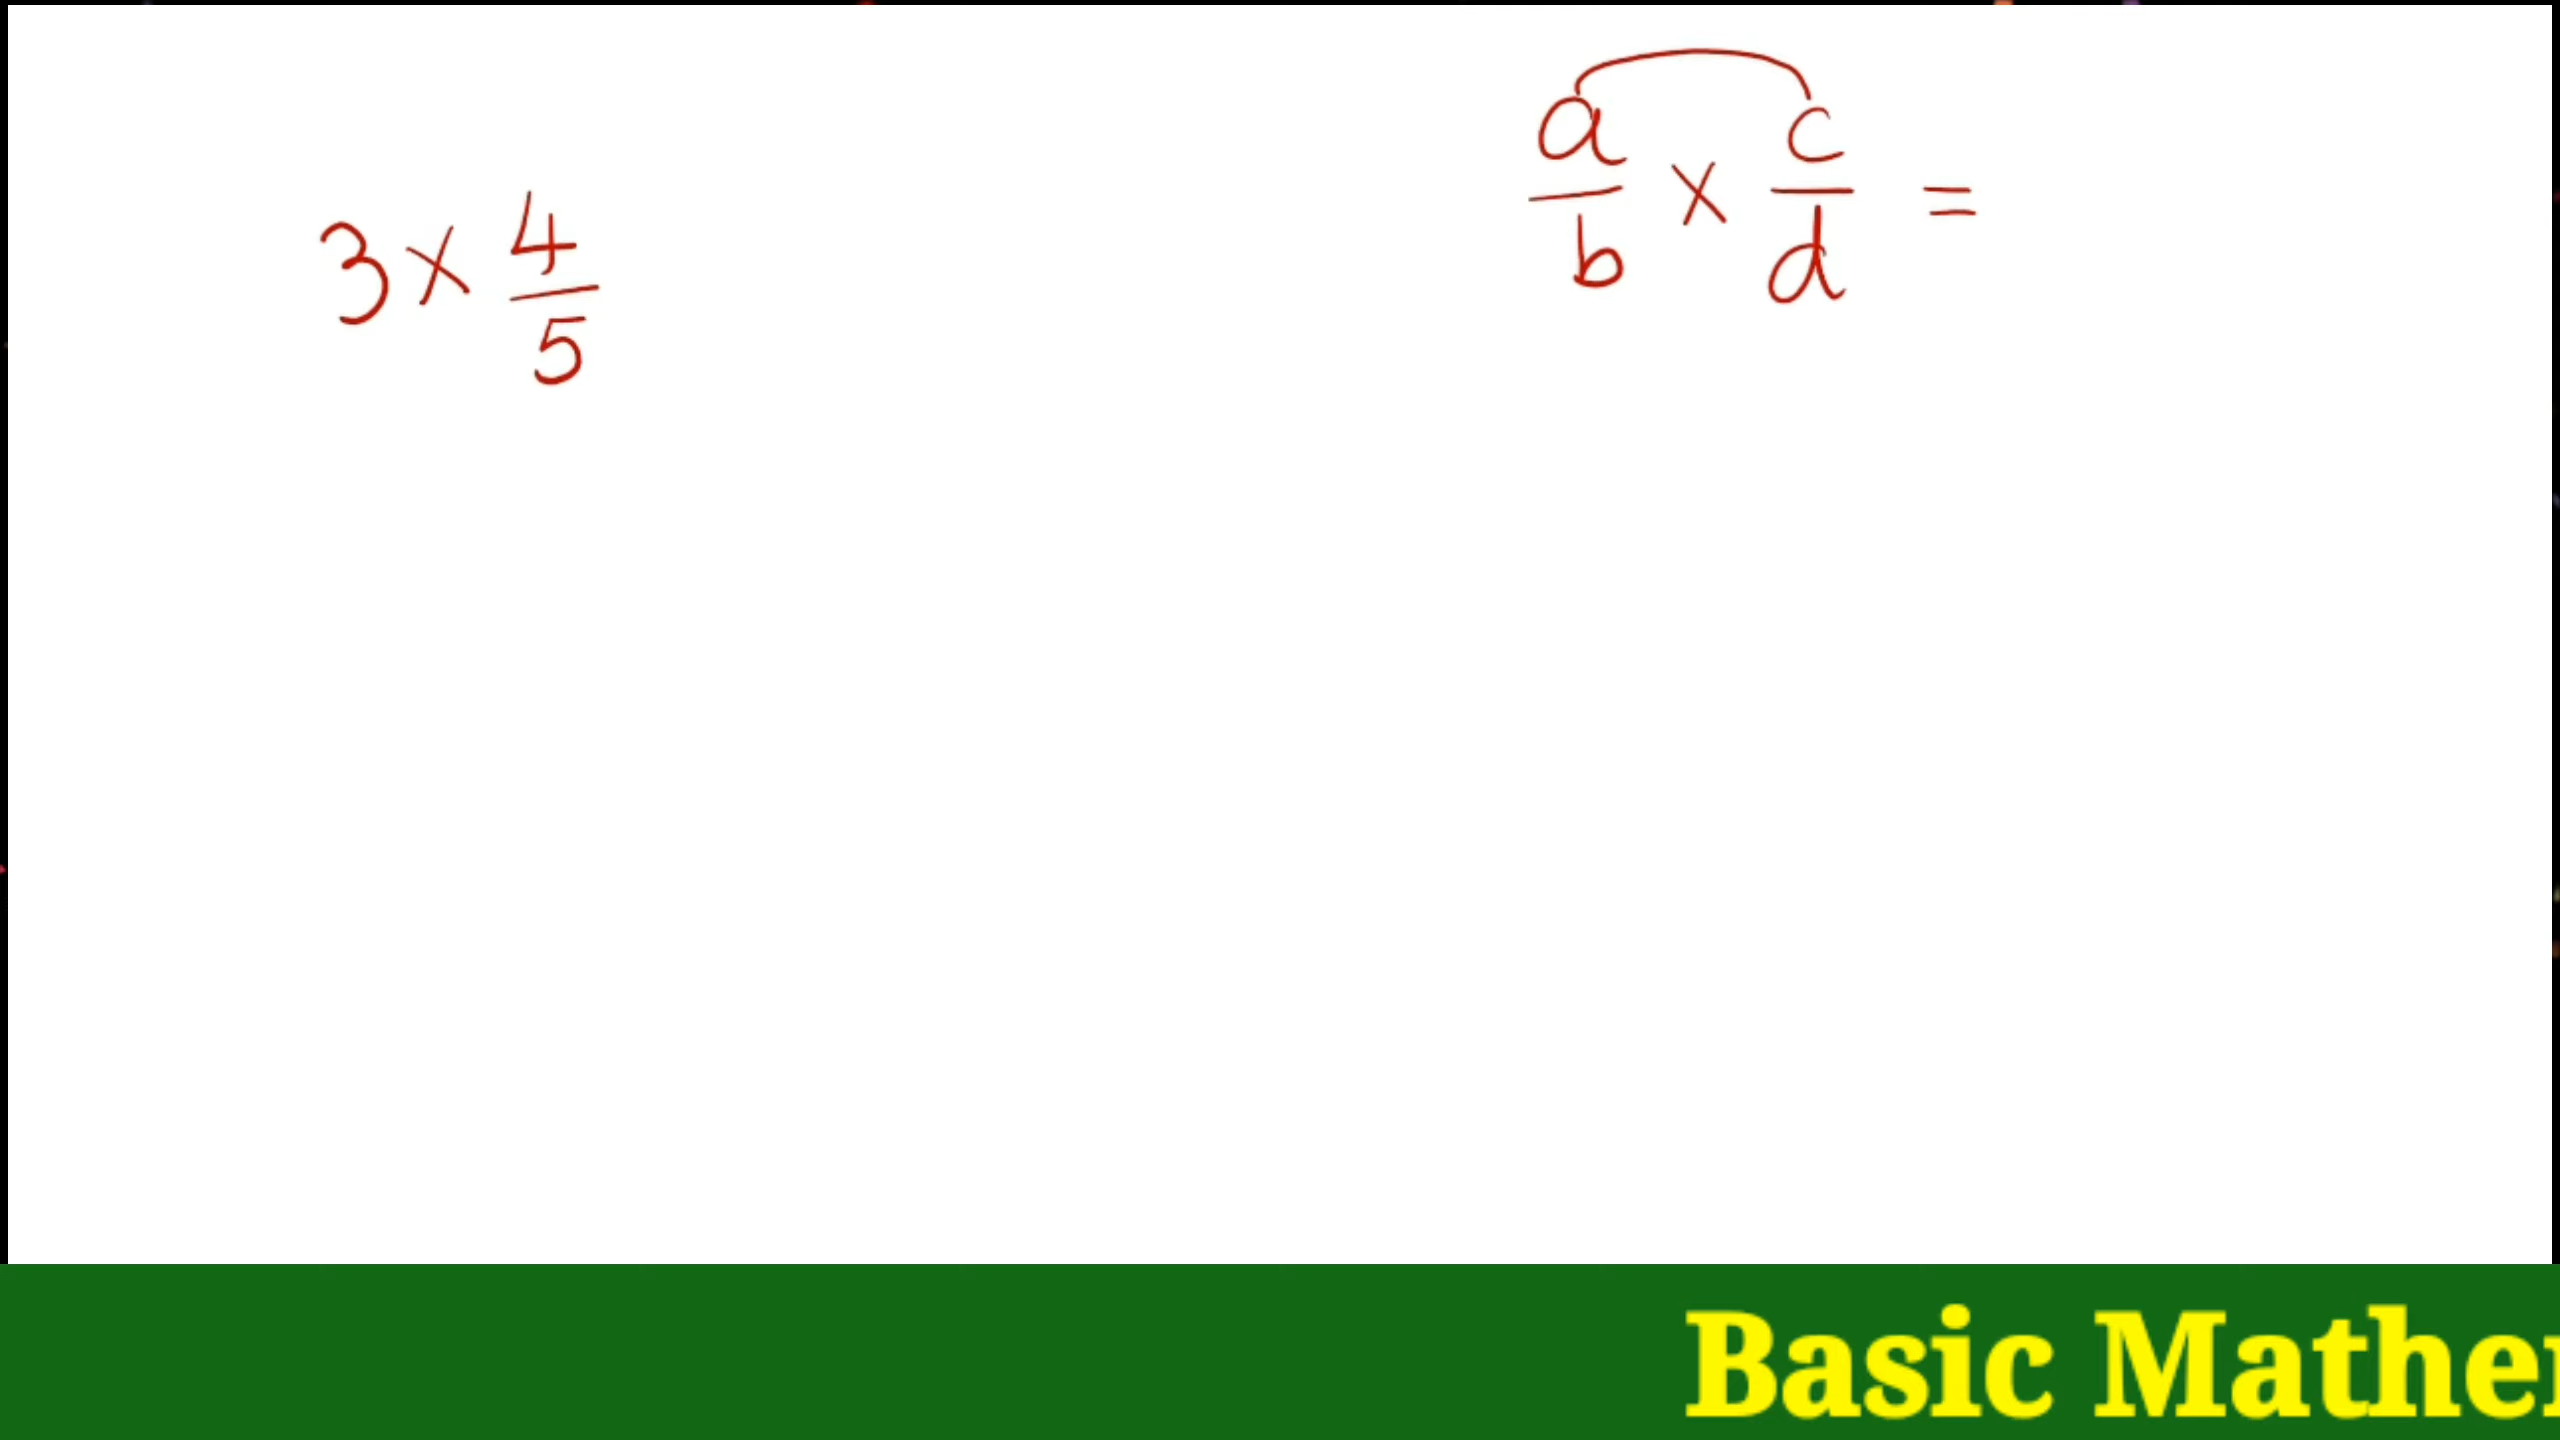 3 × 4/5
a/b × c/d =
Basic Mathe